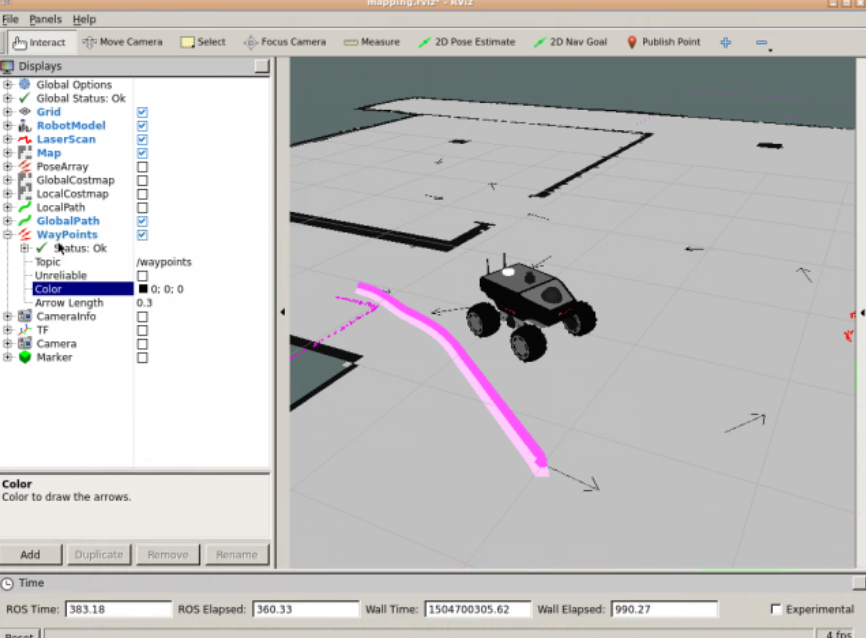 mapping.rviz* - RViz
File Panels Help
Interact Move Camera Select Focus Camera Measure 2D Pose Estimate 2D Nav Goal Publish Point
Displays
Global Options
Global Status: Ok
Grid
RobotModel
LaserScan
Map
PoseArray
GlobalCostmap
LocalCostmap
LocalPath
GlobalPath
WayPoints
Status: Ok
Topic /waypoints
Unreliable
Color 0; 0; 0
Arrow Length 0.3
CameraInfo
TF
Camera
Marker
Color
Color to draw the arrows.
Add Duplicate Remove Rename
Time
ROS Time: 383.18 ROS Elapsed: 360.33 Wall Time: 1504700305.62 Wall Elapsed: 990.27 Experimental
Reset 4 fps